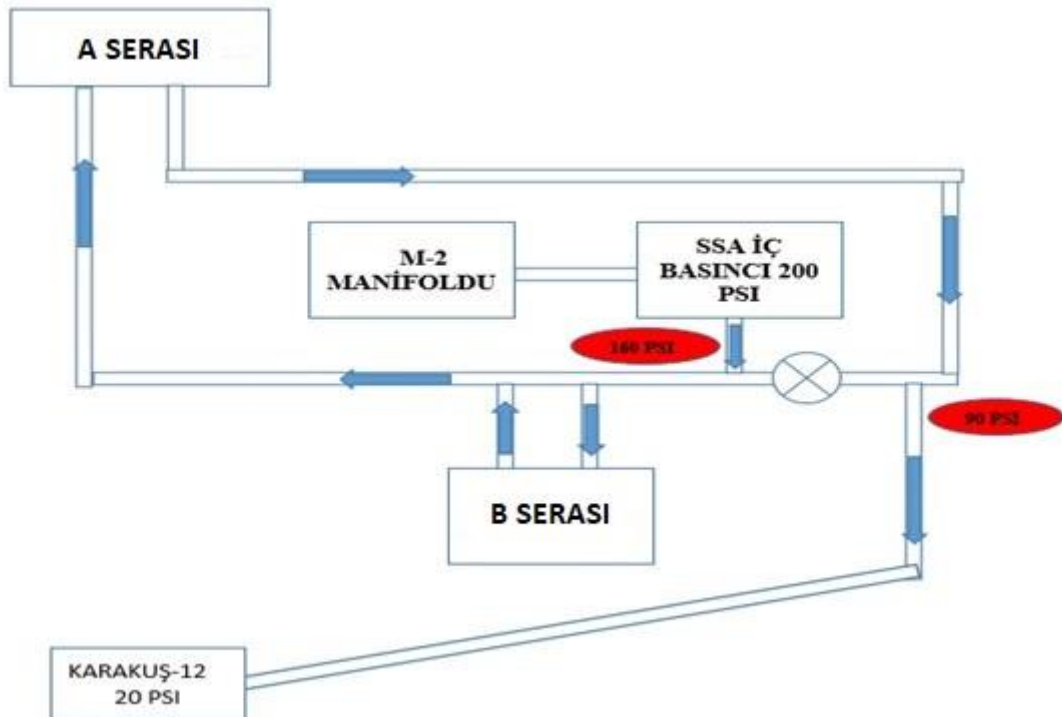 A SERASI
M-2
MANİFOLDU
SSA İÇ
BASINCI 200
PSI
160 PSI
90 PSI
B SERASI
KARAKUŞ-12
20 PSI